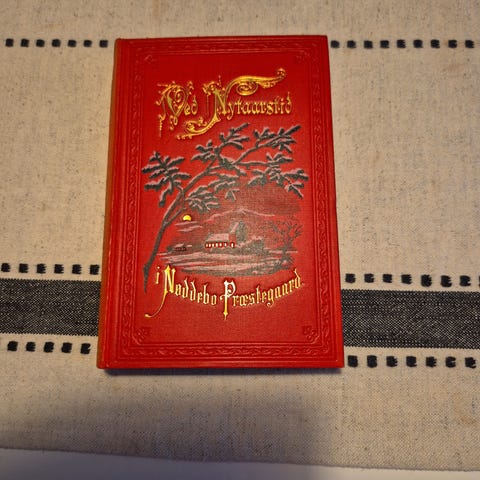 Ved Nytaarstid
i Nøddebo Præstegaard.